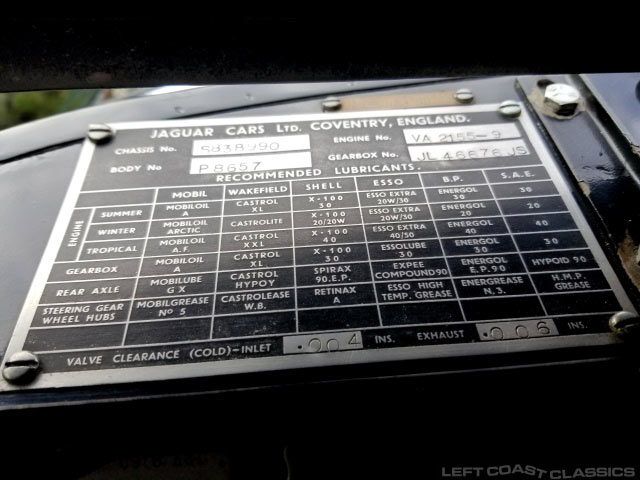 JAGUAR CARS LTD. COVENTRY, ENGLAND.
CHASSIS No. S838990 ENGINE No. VA 2155-9
BODY No P8657 GEARBOX No. JL 46678 JS
RECOMMENDED LUBRICANTS.
MOBIL WAKEFIELD SHELL ESSO B.P. S.A.E.
ENGINE
SUMMER MOBILOIL A CASTROL XL X-100 30 ESSO EXTRA 20W/30 ENERGOL 30 30
WINTER MOBILOIL ARCTIC CASTROLITE X-100 20/20W ESSO EXTRA 20W/30 ENERGOL 20 20
TROPICAL MOBILOIL A.F. CASTROL XXL X-100 40 ESSO EXTRA 40/50 ENERGOL 40 40
GEARBOX MOBILOIL A CASTROL XL X-100 30 ESSOLUBE 30 ENERGOL 30 30
REAR AXLE MOBILUBE GX CASTROL HYPOY SPIRAX 90.E.P. EXPEE COMPOUND90 ENERGOL E.P.90 HYPOID 90
STEERING GEAR WHEEL HUBS MOBILGREASE No 5 CASTROLEASE W.B. RETINAX A ESSO HIGH TEMP. GREASE ENERGREASE N.3. H.M.P. GREASE
VALVE CLEARANCE (COLD)-INLET .004 INS. EXHAUST .006 INS.
LEFT COAST CLASSICS